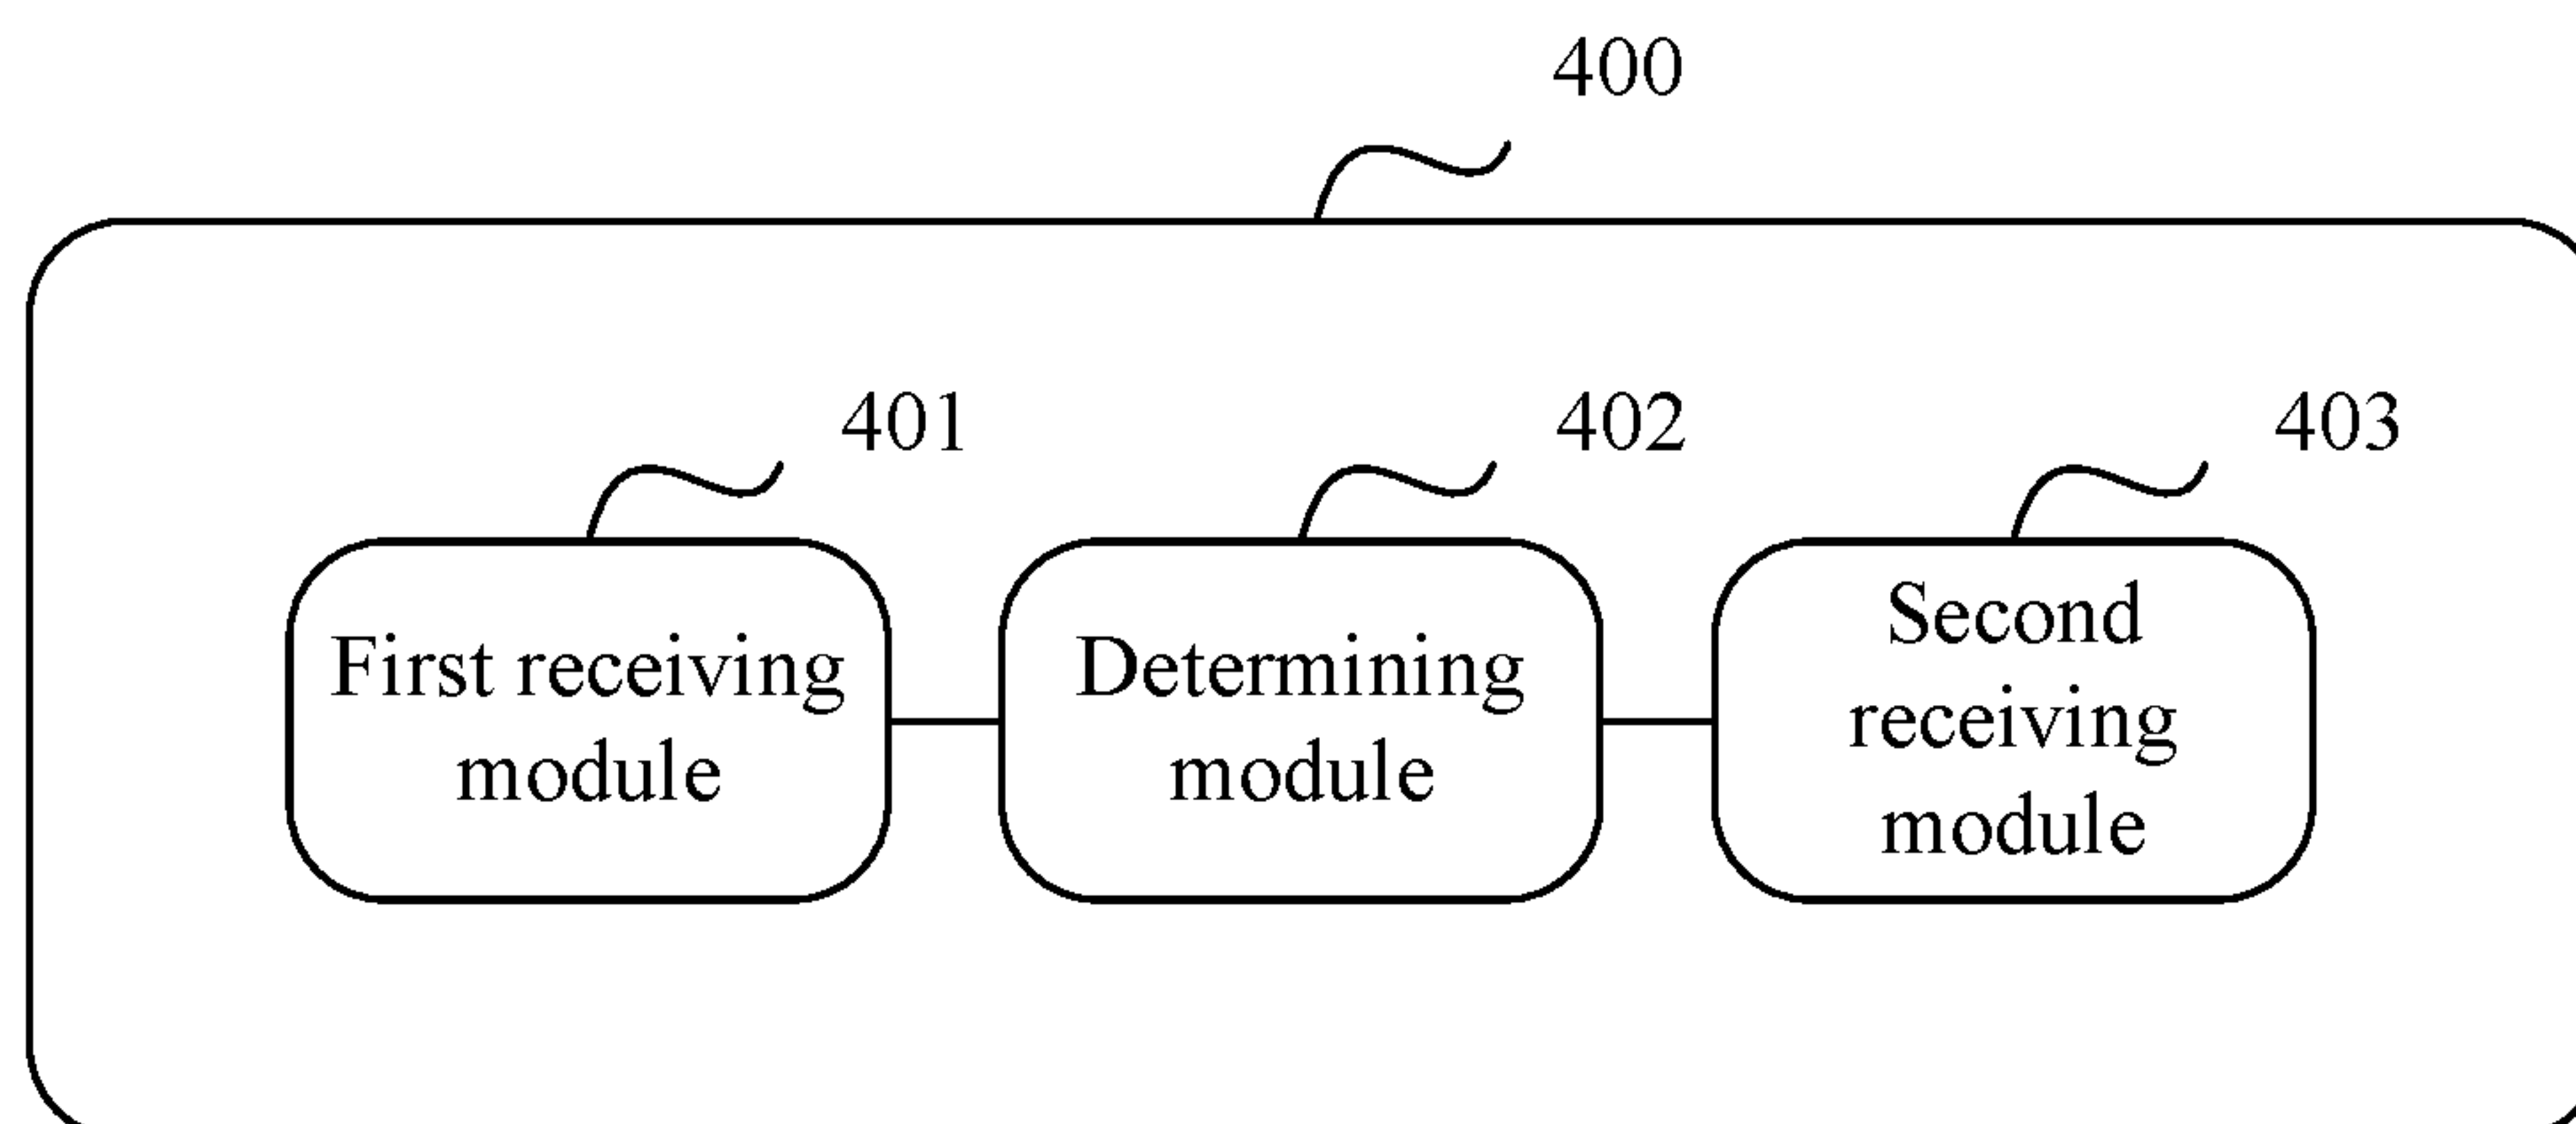 400
401
402
403
First receiving
module
Determining
module
Second
receiving
module